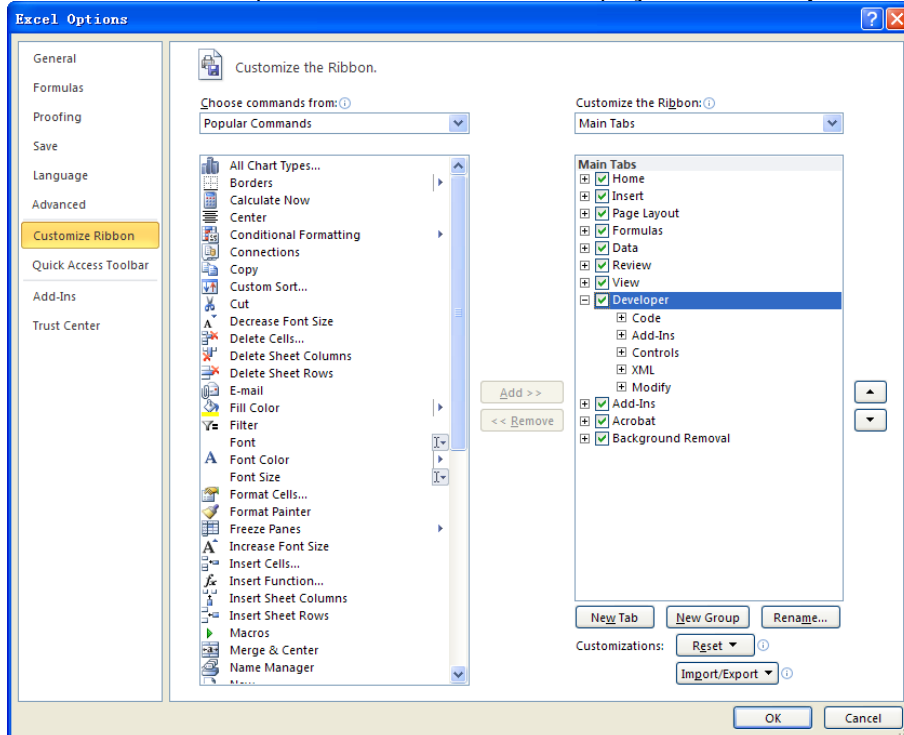 Excel Options
General
Formulas
Proofing
Save
Language
Advanced
Customize Ribbon
Quick Access Toolbar
Add-Ins
Trust Center
Customize the Ribbon.
Choose commands from:
Popular Commands
All Chart Types...
Borders
Calculate Now
Center
Conditional Formatting
Connections
Copy
Custom Sort...
Cut
Decrease Font Size
Delete Cells...
Delete Sheet Columns
Delete Sheet Rows
E-mail
Fill Color
Filter
Font
Font Color
Font Size
Format Cells...
Format Painter
Freeze Panes
Increase Font Size
Insert Cells...
Insert Function...
Insert Sheet Columns
Insert Sheet Rows
Macros
Merge & Center
Name Manager
Add >>
<< Remove
Customize the Ribbon:
Main Tabs
Main Tabs
Home
Insert
Page Layout
Formulas
Data
Review
View
Developer
Code
Add-Ins
Controls
XML
Modify
Add-Ins
Acrobat
Background Removal
New Tab
New Group
Rename...
Customizations:
Reset
Import/Export
OK
Cancel